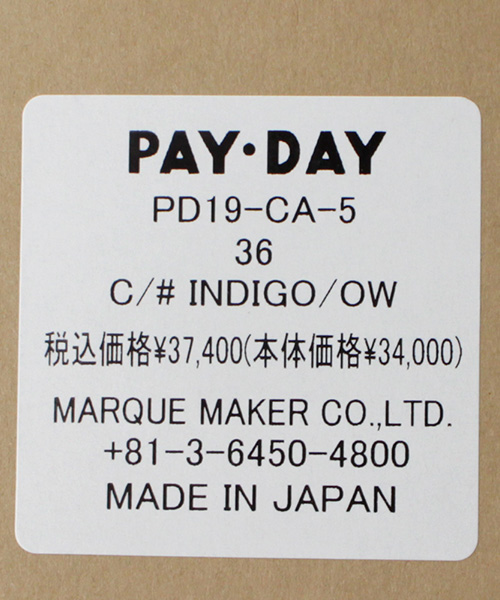 PAY・DAY
PD19-CA-5
36
C/# INDIGO/OW
税込価格¥37,400(本体価格¥34,000)
MARQUE MAKER CO.,LTD.
+81-3-6450-4800
MADE IN JAPAN